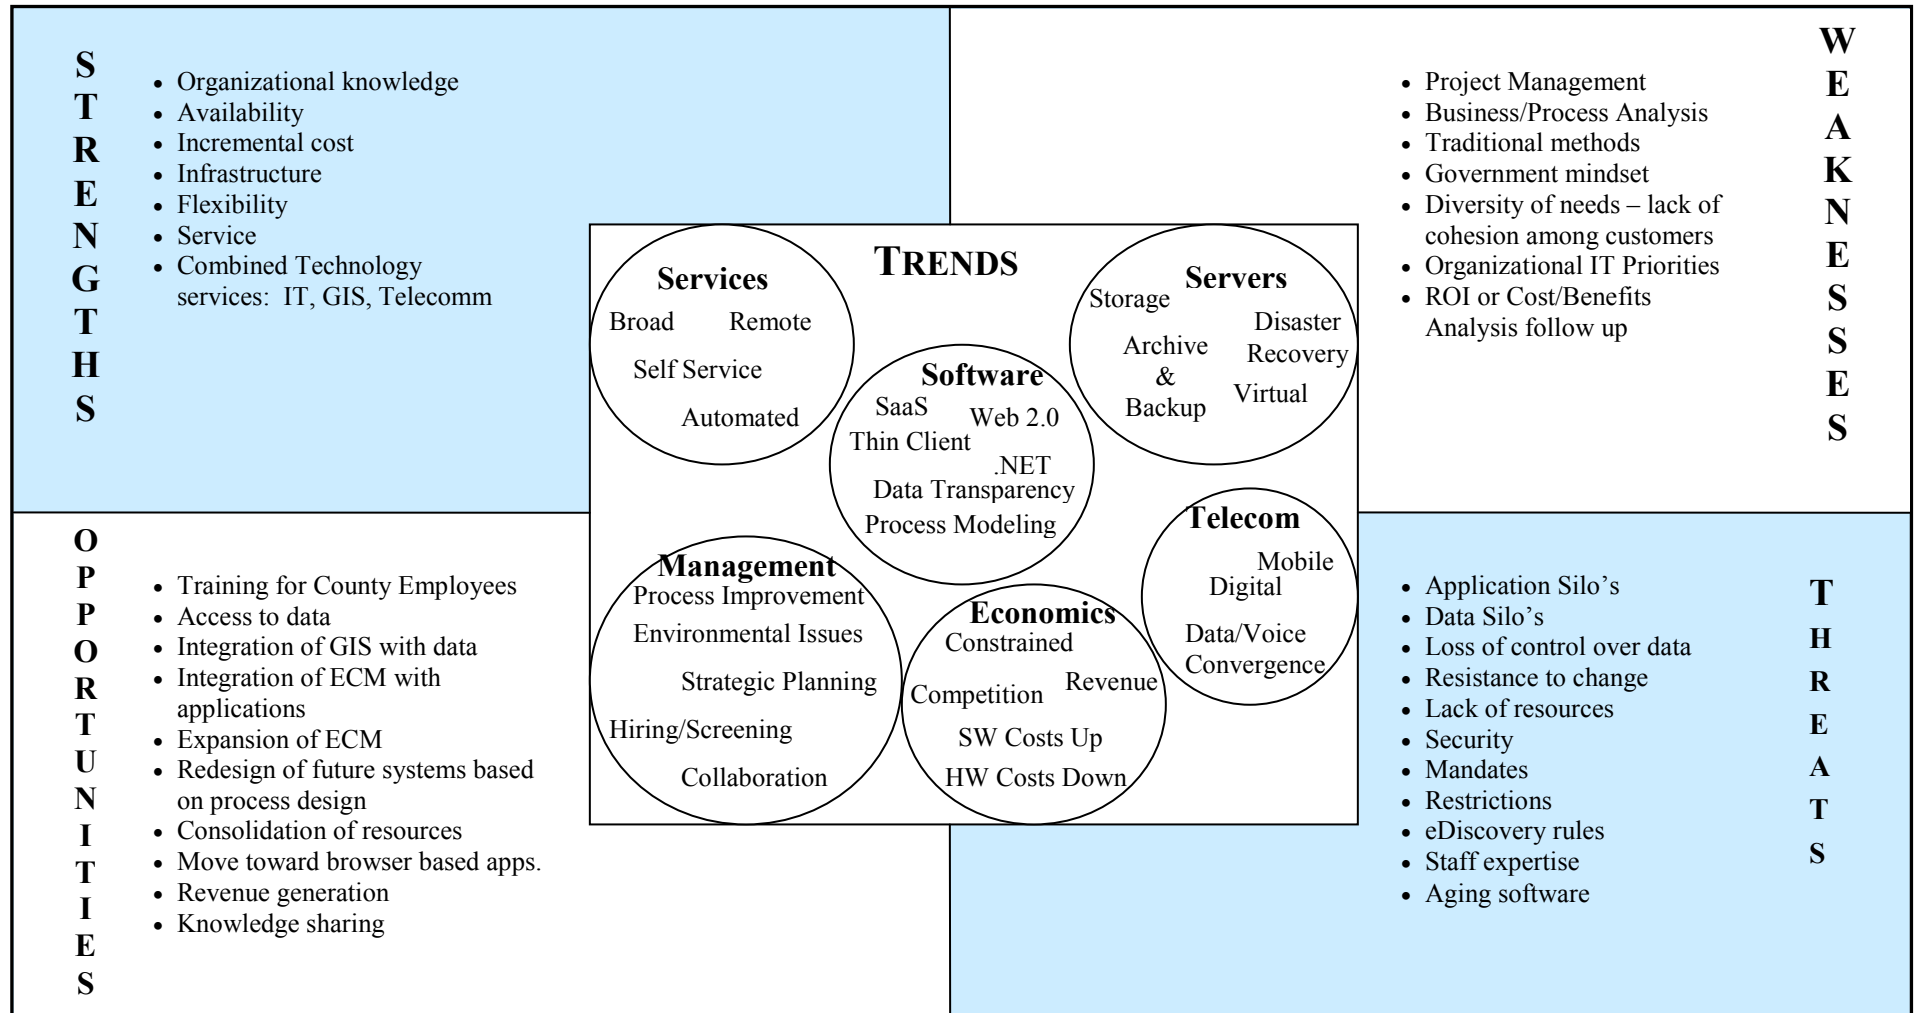 STRENGTHS
• Organizational knowledge
• Availability
• Incremental cost
• Infrastructure
• Flexibility
• Service
• Combined Technology
services: IT, GIS, Telecomm
WEAKNESSES
• Project Management
• Business/Process Analysis
• Traditional methods
• Government mindset
• Diversity of needs – lack of
cohesion among customers
• Organizational IT Priorities
• ROI or Cost/Benefits
Analysis follow up
TRENDS
Services
Broad Remote
Self Service
Automated
Servers
Storage
Disaster
Recovery
Archive
&
Backup
Virtual
Software
SaaS
Web 2.0
Thin Client
.NET
Data Transparency
Process Modeling
Telecom
Mobile
Digital
Data/Voice
Convergence
Management
Process Improvement
Environmental Issues
Strategic Planning
Hiring/Screening
Collaboration
Economics
Constrained
Revenue
Competition
SW Costs Up
HW Costs Down
OPPORTUNITIES
• Training for County Employees
• Access to data
• Integration of GIS with data
• Integration of ECM with
applications
• Expansion of ECM
• Redesign of future systems based
on process design
• Consolidation of resources
• Move toward browser based apps.
• Revenue generation
• Knowledge sharing
THREATS
• Application Silo's
• Data Silo's
• Loss of control over data
• Resistance to change
• Lack of resources
• Security
• Mandates
• Restrictions
• eDiscovery rules
• Staff expertise
• Aging software